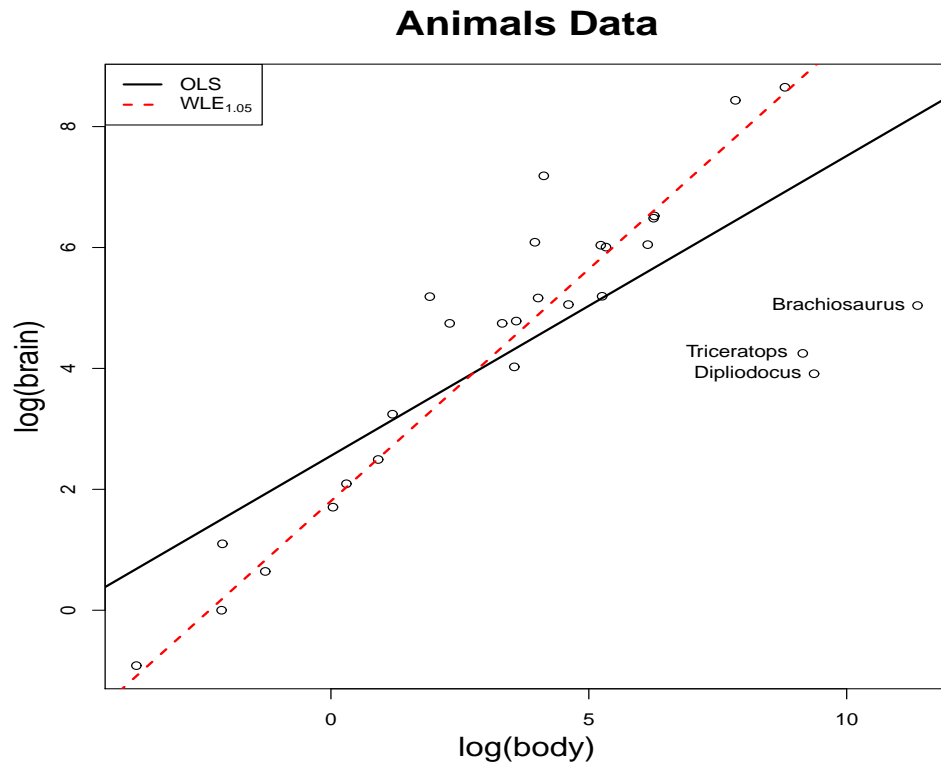 Animals Data
OLS
WLE1.05
log(brain)
8
6
4
2
0
Brachiosaurus
Triceratops
Dipliodocus
0 5 10
log(body)